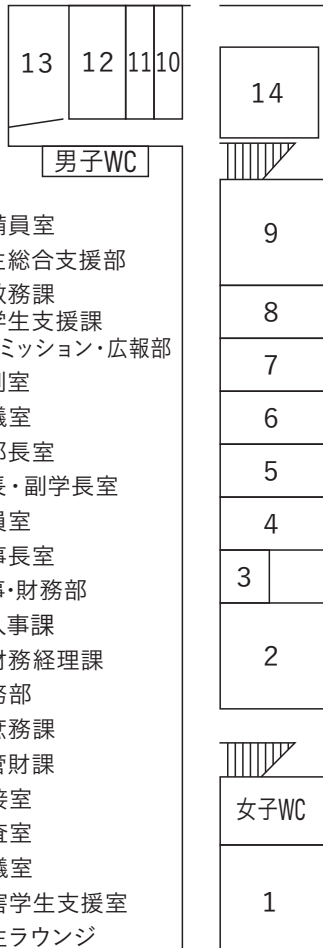 13
12
11
10
14
男子WC
備員室
生総合支援部
教務課
学生支援課
ミッション・広報部
別室
議室
部長室
長・副学長室
員室
事長室
事・財務部
人事課
財務経理課
務部
庶務課
管財課
接室
査室
議室
害学生支援室
生ラウンジ
9
8
7
6
5
4
3
2
女子WC
1